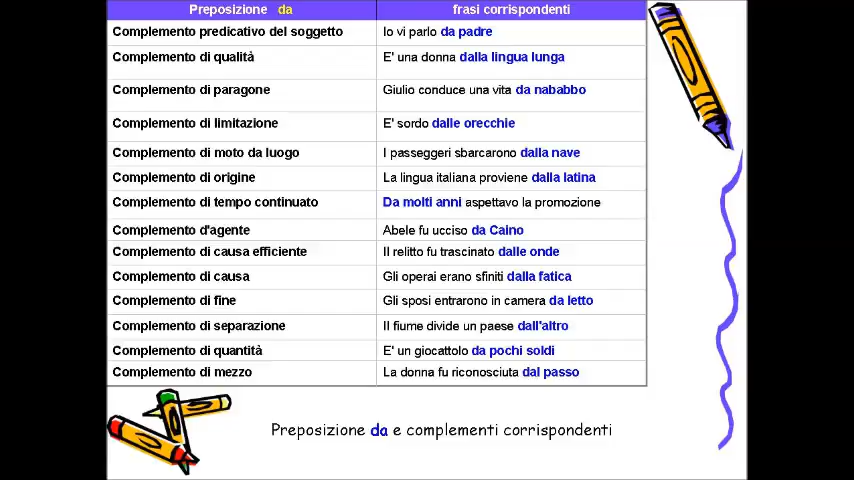 Preposizione da frasi corrispondenti
Complemento predicativo del soggetto Io vi parlo da padre
Complemento di qualità E' una donna dalla lingua lunga
Complemento di paragone Giulio conduce una vita da nababbo
Complemento di limitazione E' sordo dalle orecchie
Complemento di moto da luogo I passeggeri sbarcarono dalla nave
Complemento di origine La lingua italiana proviene dalla latina
Complemento di tempo continuato Da molti anni aspettavo la promozione
Complemento d'agente Abele fu ucciso da Caino
Complemento di causa efficiente Il relitto fu trascinato dalle onde
Complemento di causa Gli operai erano sfiniti dalla fatica
Complemento di fine Gli sposi entrarono in camera da letto
Complemento di separazione Il fiume divide un paese dall'altro
Complemento di quantità E' un giocattolo da pochi soldi
Complemento di mezzo La donna fu riconosciuta dal passo
Preposizione da e complementi corrispondenti